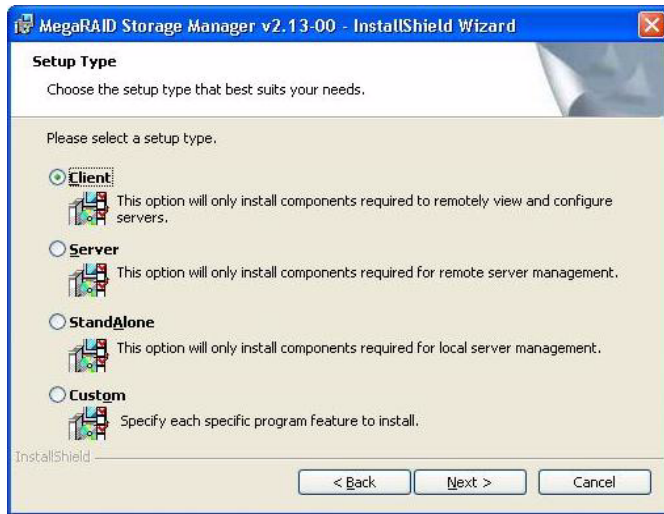 MegaRAID Storage Manager v2.13-00 - InstallShield Wizard
Setup Type
Choose the setup type that best suits your needs.
Please select a setup type.
Client
This option will only install components required to remotely view and configure
servers.
Server
This option will only install components required for remote server management.
StandAlone
This option will only install components required for local server management.
Custom
Specify each specific program feature to install.
InstallShield
< Back Next > Cancel